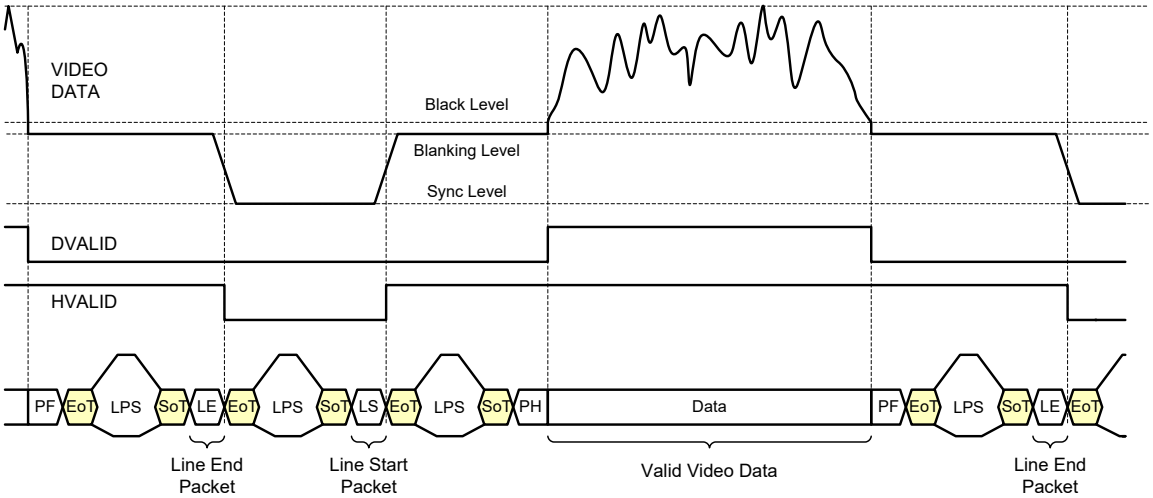 VIDEO
DATA
Black Level
Blanking Level
Sync Level
DVALID
HVALID
PF EoT LPS SoT LE EoT LPS SoT LS EoT LPS SoT PH Data PF EoT LPS SoT LE EoT
Line End
Packet
Line Start
Packet
Valid Video Data
Line End
Packet